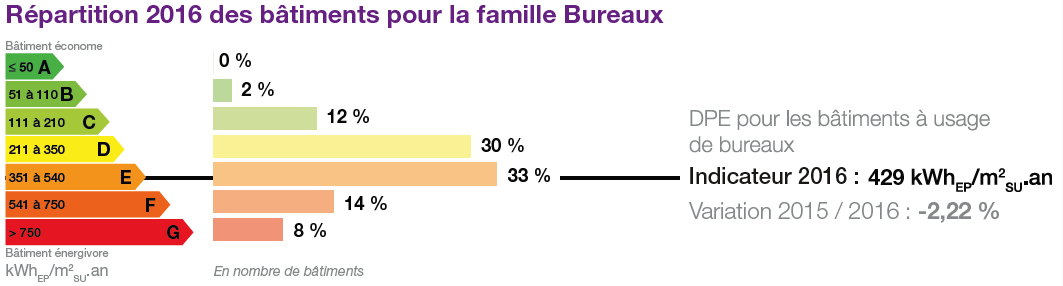 Répartition 2016 des bâtiments pour la famille Bureaux
Bâtiment économe
≤ 50 A 0 %
51 à 110 B 2 %
111 à 210 C 12 %
211 à 350 D 30 %
351 à 540 E 33 %
541 à 750 F 14 %
> 750 G 8 %
Bâtiment énergivore
kWhEP/m²SU.an
En nombre de bâtiments
DPE pour les bâtiments à usage
de bureaux
Indicateur 2016 : 429 kWhEP/m²SU.an
Variation 2015 / 2016 : -2,22 %